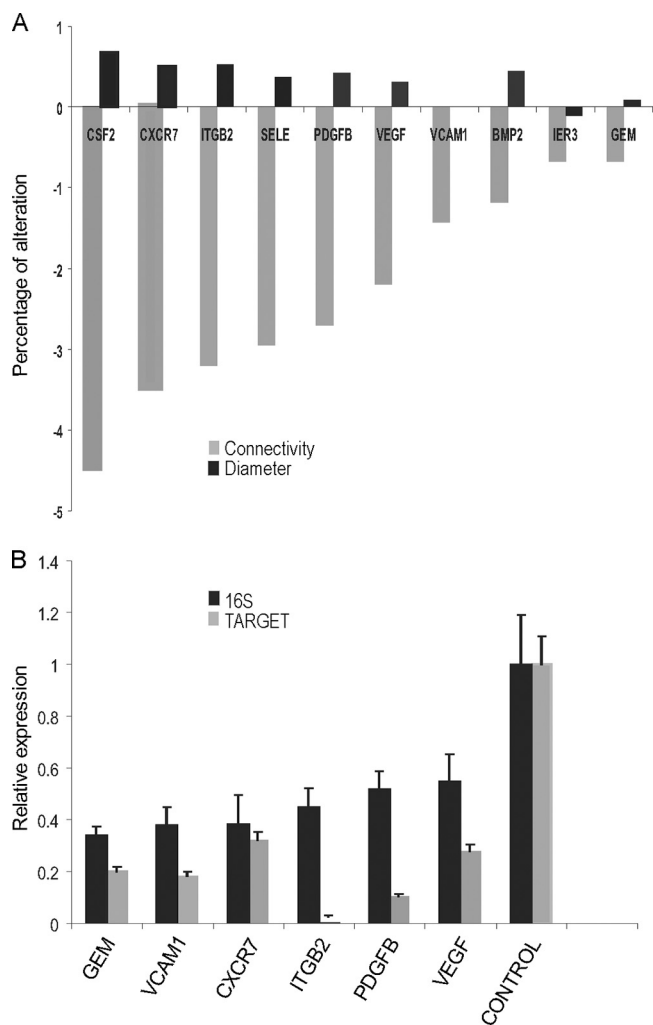 A
1
0
-1
-2
-3
-4
-5
Percentage of alteration
CSF2 CXCR7 ITGB2 SELE PDGFB VEGF VCAM1 BMP2 IER3 GEM
Connectivity
Diameter
B
1.4
1.2
1
0.8
0.6
0.4
0.2
0
Relative expression
16S
TARGET
GEM VCAM1 CXCR7 ITGB2 PDGFB VEGF CONTROL